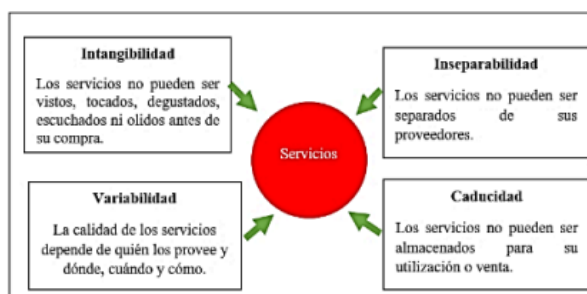 Intangibilidad
Los servicios no pueden ser
vistos, tocados, degustados,
escuchados ni olidos antes de
su compra.
Inseparabilidad
Los servicios no pueden ser
separados de sus
proveedores.
Servicios
Variabilidad
La calidad de los servicios
depende de quién los provee y
dónde, cuándo y cómo.
Caducidad
Los servicios no pueden ser
almacenados para su
utilización o venta.